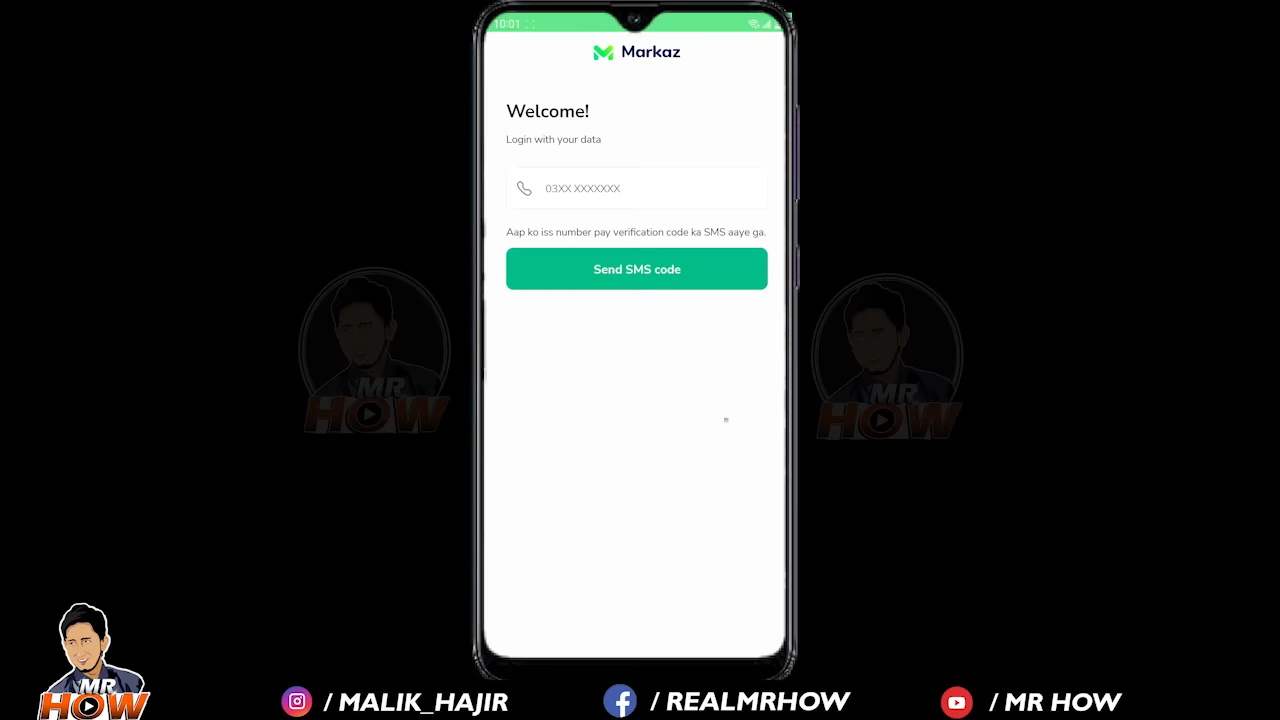 10:01
Markaz
Welcome!
Login with your data
03XX XXXXXXX
Aap ko iss number pay verification code ka SMS aaye ga.
Send SMS code
MR
HOW
MR
HOW
MR
HOW
/ MALIK_HAJIR
/ REALMRHOW
/ MR HOW